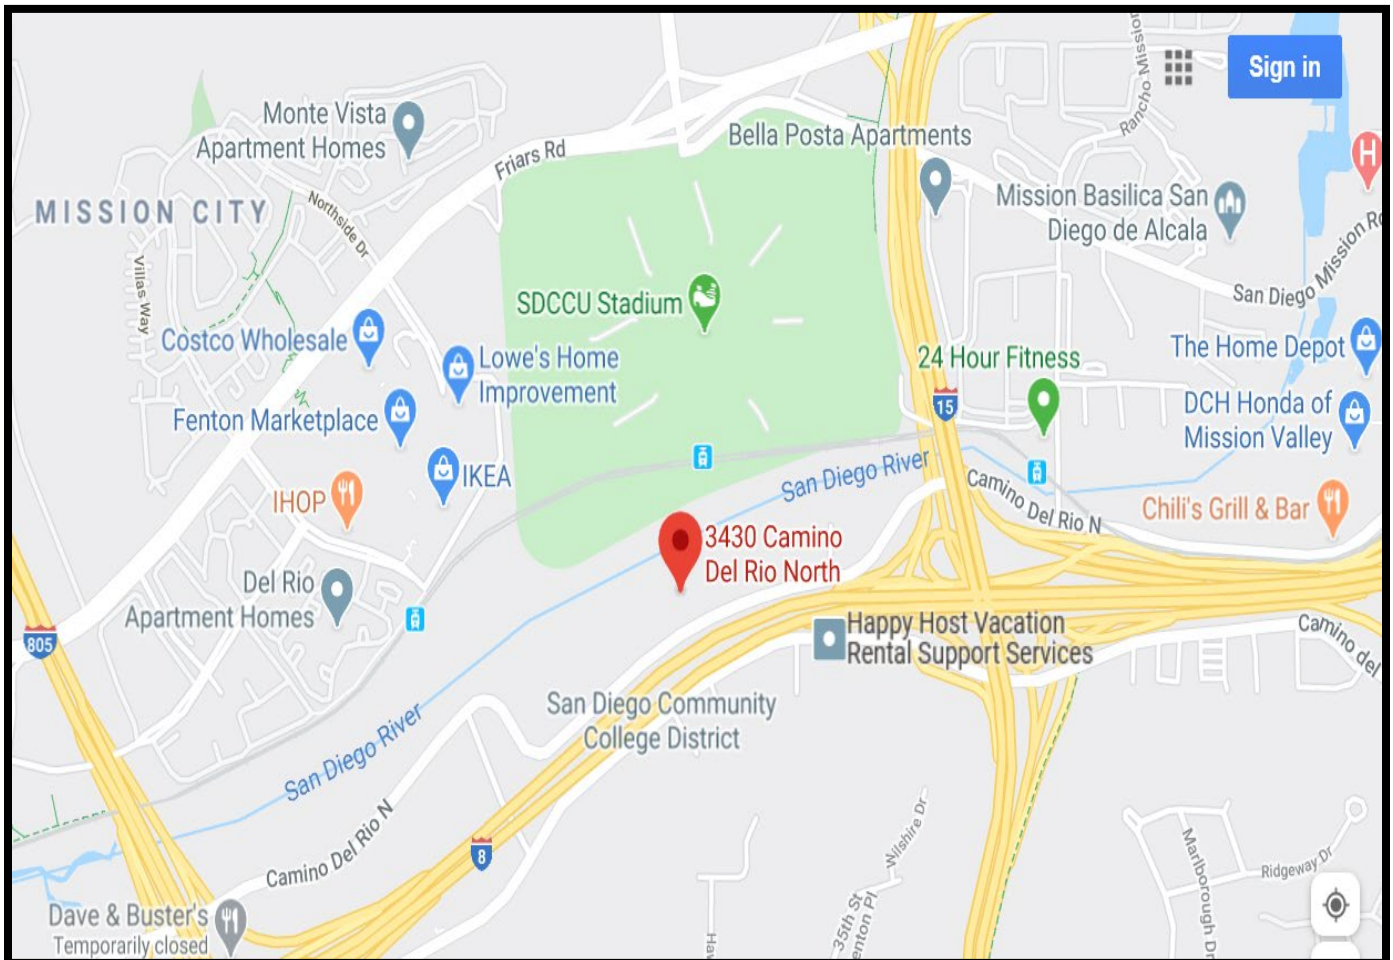 Sign in
Monte Vista
Apartment Homes
Friars Rd
Bella Posta Apartments
Rancho Mission
H
MISSION CITY
Northside Dr
Mission Basilica San
Diego de Alcala
Villas Way
SDCCU Stadium
San Diego Mission Rd
Costco Wholesale
Lowe's Home
Improvement
24 Hour Fitness
The Home Depot
Fenton Marketplace
15
DCH Honda of
Mission Valley
IKEA
San Diego River
IHOP
Camino Del Rio N
Chili's Grill & Bar
3430 Camino
Del Rio North
Del Rio
Apartment Homes
805
Happy Host Vacation
Rental Support Services
Camino del
San Diego Community
College District
San Diego River
Camino Del Rio N
8
Wilshire Dr
Marlborough Dr
Ridgeway Dr
35th St
enton Pl
Haw
Dave & Buster's
Temporarily closed